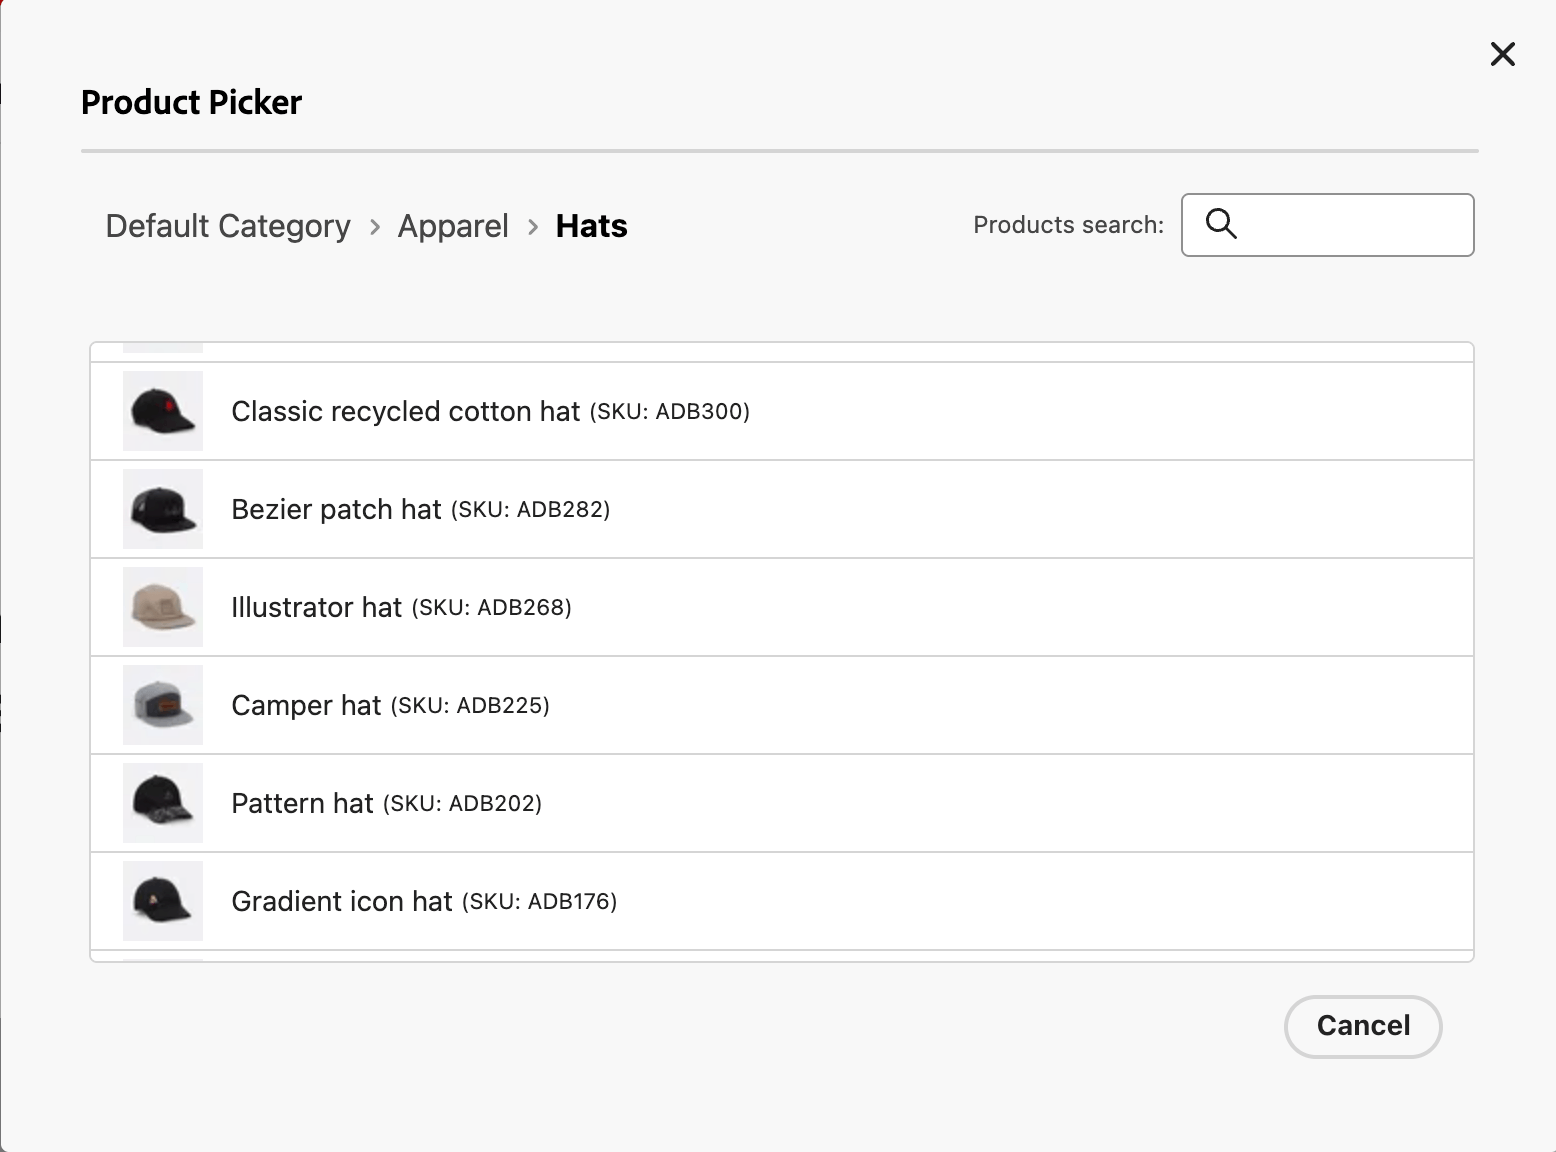 Product Picker
Default Category > Apparel > Hats
Products search:
Classic recycled cotton hat (SKU: ADB300)
Bezier patch hat (SKU: ADB282)
Illustrator hat (SKU: ADB268)
Camper hat (SKU: ADB225)
Pattern hat (SKU: ADB202)
Gradient icon hat (SKU: ADB176)
Cancel